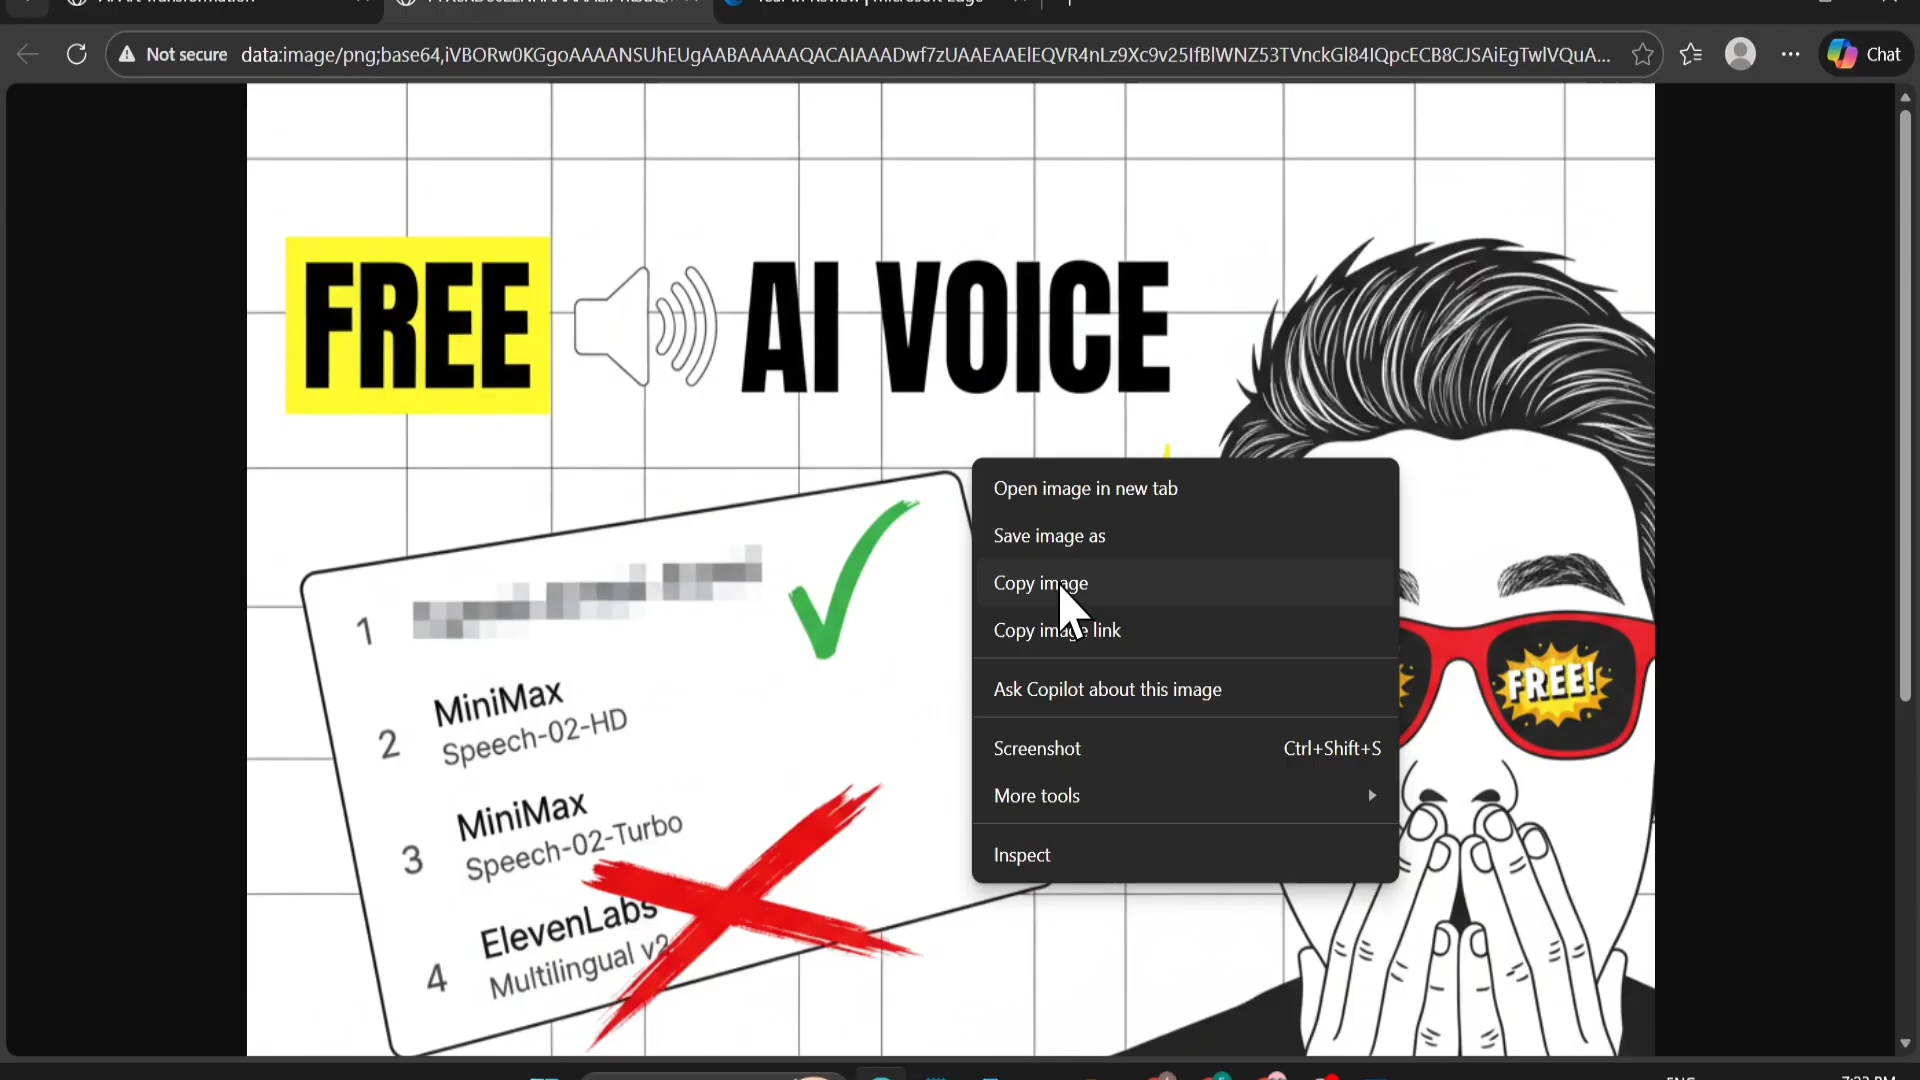 Not secure data:image/png;base64,iVBORw0KGgoAAAANSUhEUgAABAAAAAQACAIAAADwf7zUAAEAAElEQVR4nLz9Xc9v25IfBlWNZ53TVnckGl84IQpcECB8CJSAiEgTwlVQuA...
Chat
FREE AI VOICE
1
2 MiniMax
Speech-02-HD
3 MiniMax
Speech-02-Turbo
4 ElevenLabs
Multilingual v2
Open image in new tab
Save image as
Copy image
Copy image link
Ask Copilot about this image
Screenshot Ctrl+Shift+S
More tools
Inspect
FREE!